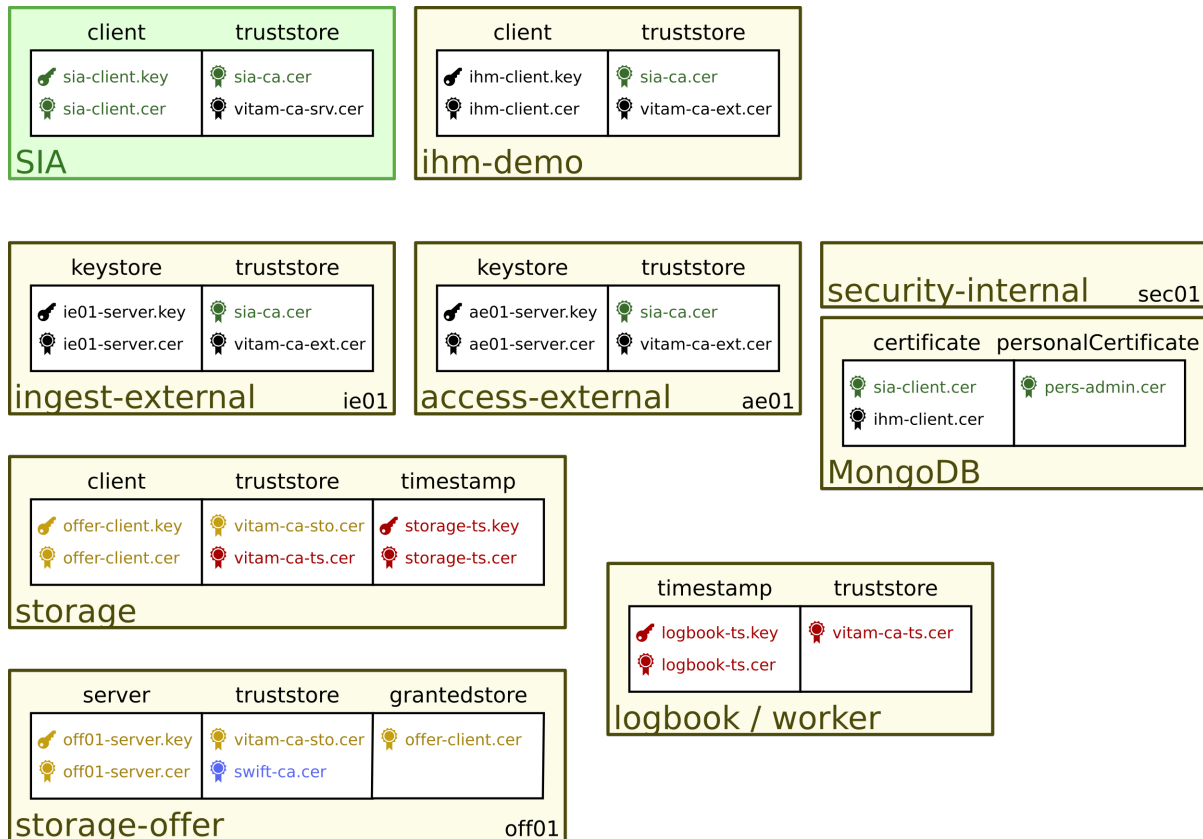 client truststore
sia-client.key sia-ca.cer
sia-client.cer vitam-ca-srv.cer
SIA
client truststore
ihm-client.key sia-ca.cer
ihm-client.cer vitam-ca-ext.cer
ihm-demo
keystore truststore
ie01-server.key sia-ca.cer
ie01-server.cer vitam-ca-ext.cer
ingest-external ie01
keystore truststore
ae01-server.key sia-ca.cer
ae01-server.cer vitam-ca-ext.cer
access-external ae01
security-internal sec01
certificate personalCertificate
sia-client.cer pers-admin.cer
ihm-client.cer
MongoDB
client truststore timestamp
offer-client.key vitam-ca-sto.cer storage-ts.key
offer-client.cer vitam-ca-ts.cer storage-ts.cer
storage
timestamp truststore
logbook-ts.key vitam-ca-ts.cer
logbook-ts.cer
logbook / worker
server truststore grantedstore
off01-server.key vitam-ca-sto.cer offer-client.cer
off01-server.cer swift-ca.cer
storage-offer off01